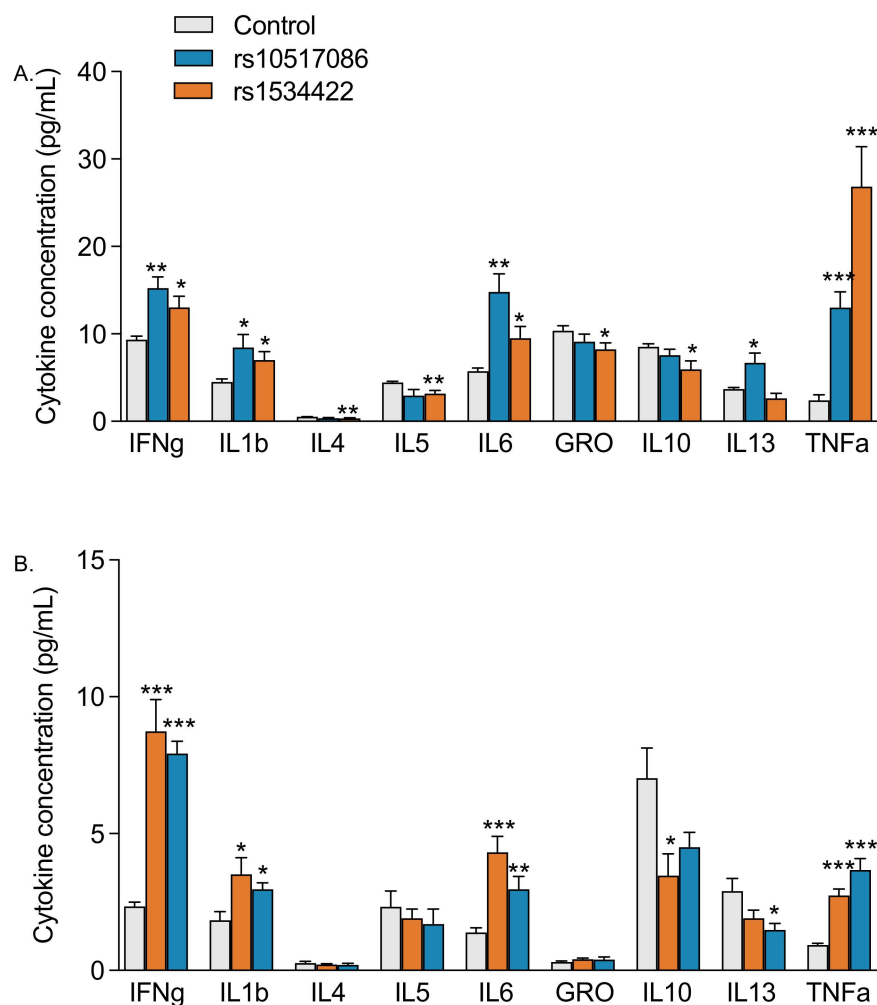 Control
rs10517086
rs1534422
A.
Cytokine concentration (pg/mL)
40
30
20
10
0
** *
* *
**
**
** *
*
*
*
*** ***
IFNg IL1b IL4 IL5 IL6 GRO IL10 IL13 TNFa
B.
Cytokine concentration (pg/mL)
15
10
5
0
*** ***
* *
*** **
*
*
*** ***
IFNg IL1b IL4 IL5 IL6 GRO IL10 IL13 TNFa